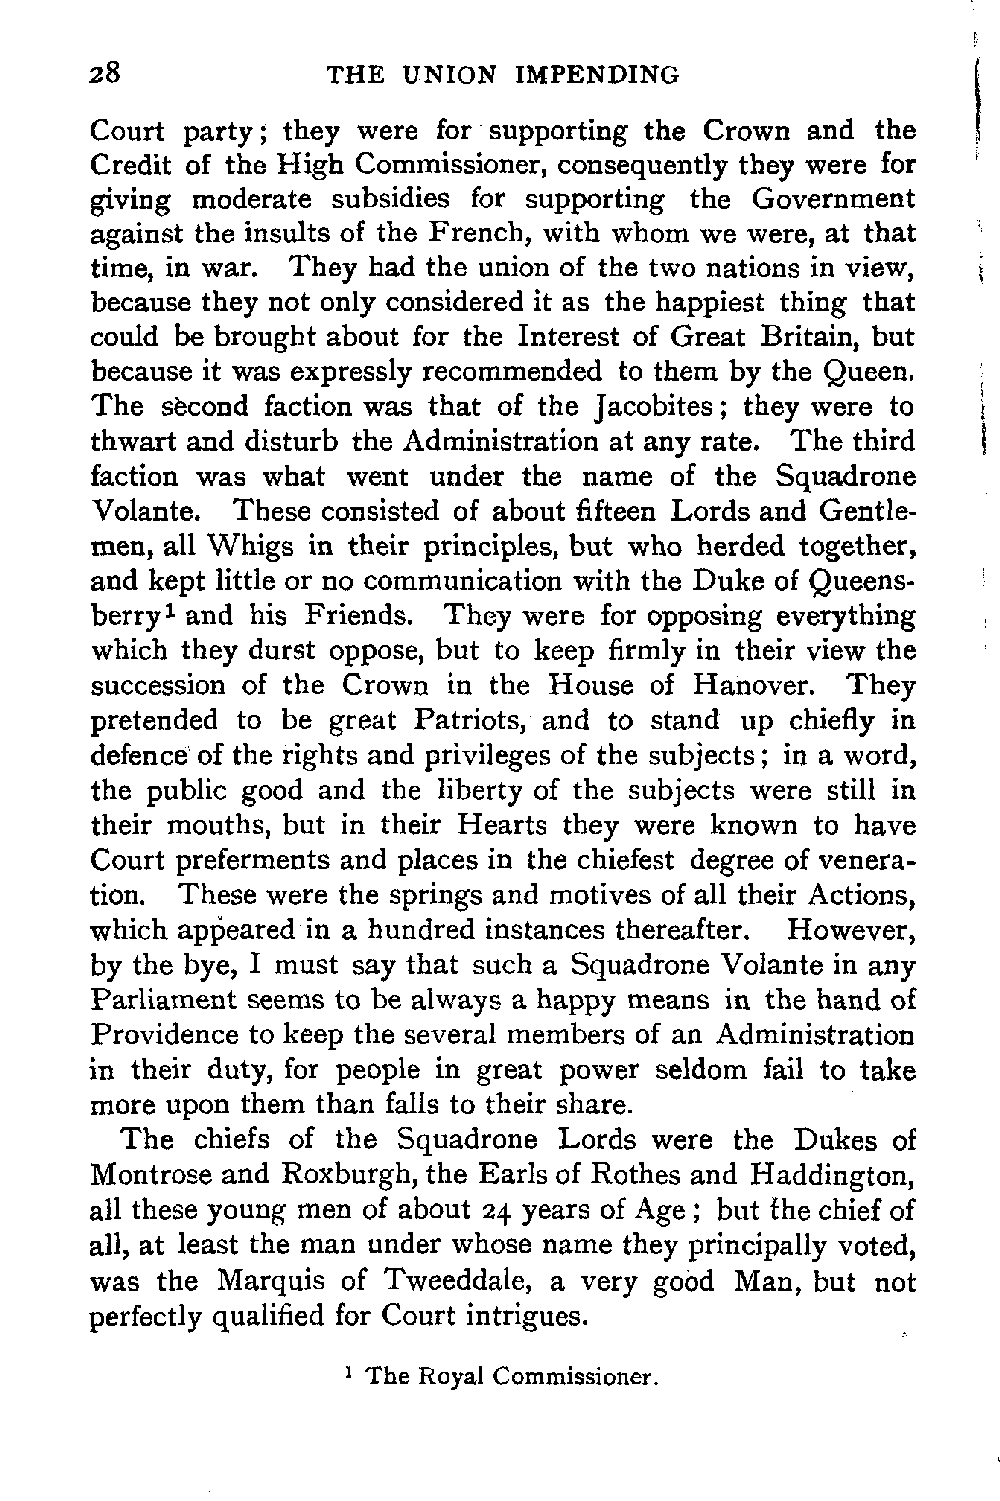 28 THE UNION IMPENDING
Court party; they were for supporting the Crown and the
Credit of the High Commissioner, consequently they were for
giving moderate subsidies for supporting the Government
against the insults of the French, with whom we were, at that
time, in war. They had the union of the two nations in view,
because they not only considered it as the happiest thing that
could be brought about for the Interest of Great Britain, but
because it was expressly recommended to them by the Queen.
The second faction was that of the Jacobites; they were to
thwart and disturb the Administration at any rate. The third
faction was what went under the name of the Squadrone
Volante. These consisted of about fifteen Lords and Gentle-
men, all Whigs in their principles, but who herded together,
and kept little or no communication with the Duke of Queens-
berry¹ and his Friends. They were for opposing everything
which they durst oppose, but to keep firmly in their view the
succession of the Crown in the House of Hanover. They
pretended to be great Patriots, and to stand up chiefly in
defence of the rights and privileges of the subjects; in a word,
the public good and the liberty of the subjects were still in
their mouths, but in their Hearts they were known to have
Court preferments and places in the chiefest degree of venera-
tion. These were the springs and motives of all their Actions,
which appeared in a hundred instances thereafter. However,
by the bye, I must say that such a Squadrone Volante in any
Parliament seems to be always a happy means in the hand of
Providence to keep the several members of an Administration
in their duty, for people in great power seldom fail to take
more upon them than falls to their share.
The chiefs of the Squadrone Lords were the Dukes of
Montrose and Roxburgh, the Earls of Rothes and Haddington,
all these young men of about 24 years of Age; but the chief of
all, at least the man under whose name they principally voted,
was the Marquis of Tweeddale, a very good Man, but not
perfectly qualified for Court intrigues.
¹ The Royal Commissioner.